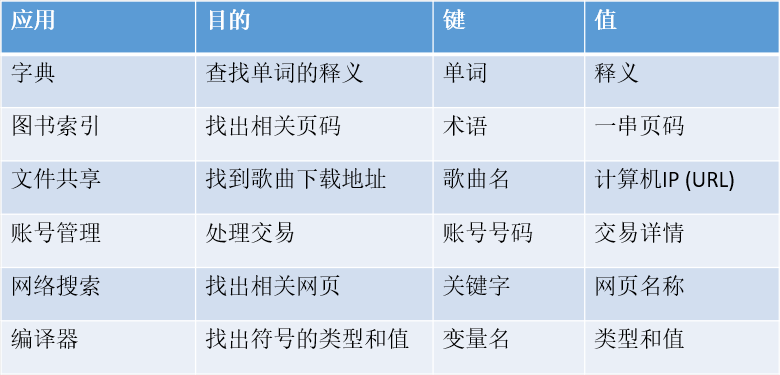 应用 目的 键 值
字典 查找单词的释义 单词 释义
图书索引 找出相关页码 术语 一串页码
文件共享 找到歌曲下载地址 歌曲名 计算机IP (URL)
账号管理 处理交易 账号号码 交易详情
网络搜索 找出相关网页 关键字 网页名称
编译器 找出符号的类型和值 变量名 类型和值